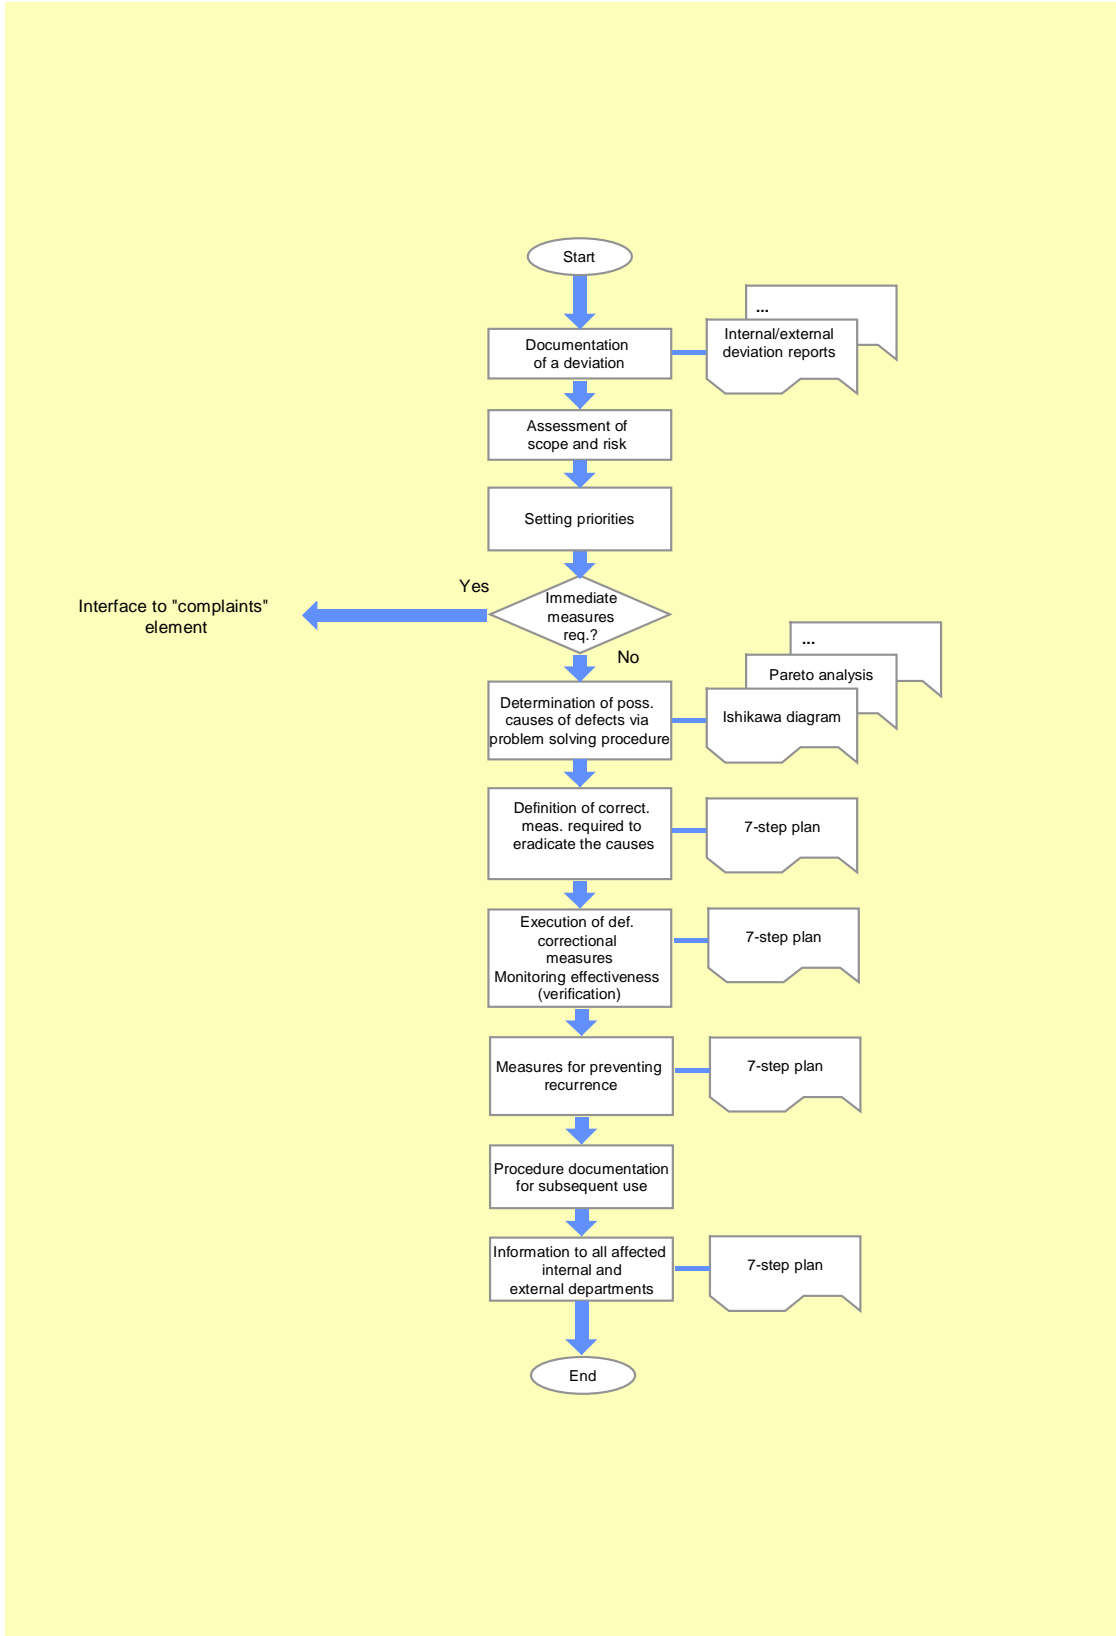 Start
...
Documentation
of a deviation
Internal/external
deviation reports
Assessment of
scope and risk
Setting priorities
Yes
Interface to "complaints"
element
Immediate
measures
req.?
No
...
Pareto analysis
Ishikawa diagram
Determination of poss.
causes of defects via
problem solving procedure
Definition of correct.
meas. required to
eradicate the causes
7-step plan
Execution of def.
correctional
measures
Monitoring effectiveness
(verification)
7-step plan
Measures for preventing
recurrence
7-step plan
Procedure documentation
for subsequent use
Information to all affected
internal and
external departments
7-step plan
End